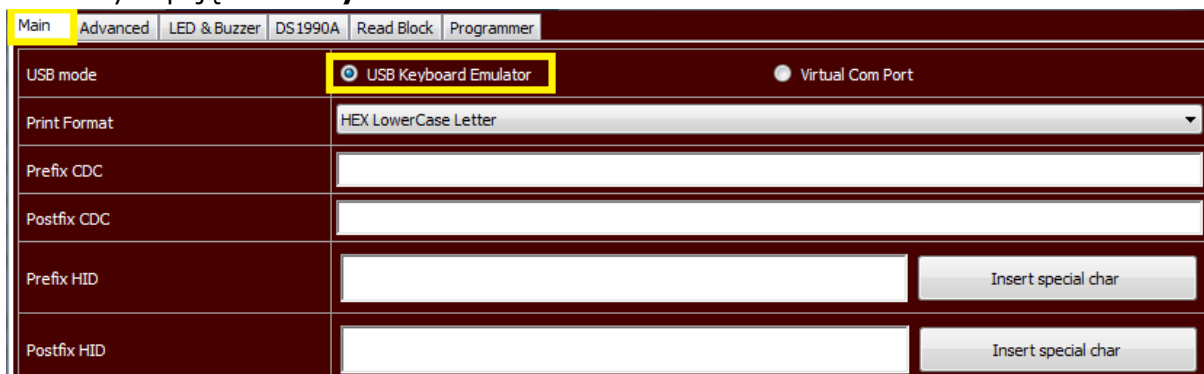 Main Advanced LED & Buzzer DS1990A Read Block Programmer
USB mode USB Keyboard Emulator Virtual Com Port
Print Format HEX LowerCase Letter
Prefix CDC
Postfix CDC
Prefix HID Insert special char
Postfix HID Insert special char